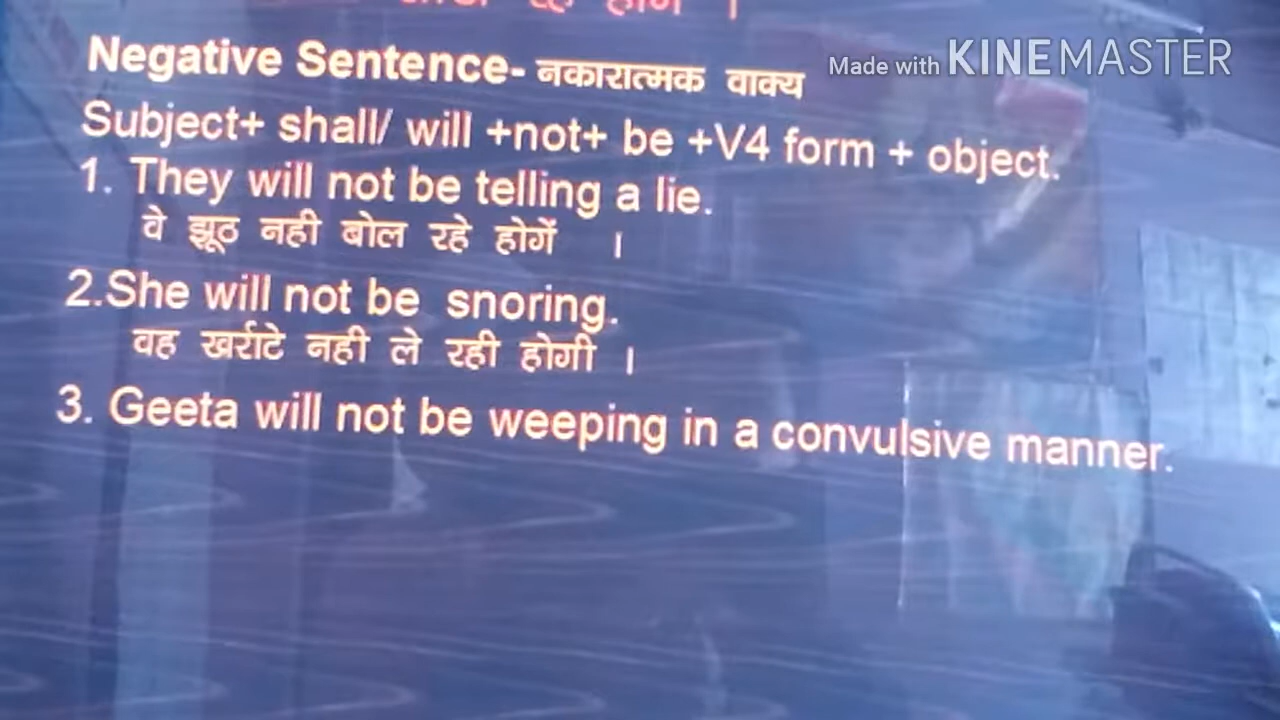 होगें ।
Made with KINEMASTER
Negative Sentence- नकारात्मक वाक्य
Subject+ shall/ will +not+ be +V4 form + object.
1. They will not be telling a lie.
वे झूठ नही बोल रहे होगें ।
2.She will not be snoring.
वह खर्राटे नही ले रही होगी ।
3. Geeta will not be weeping in a convulsive manner.